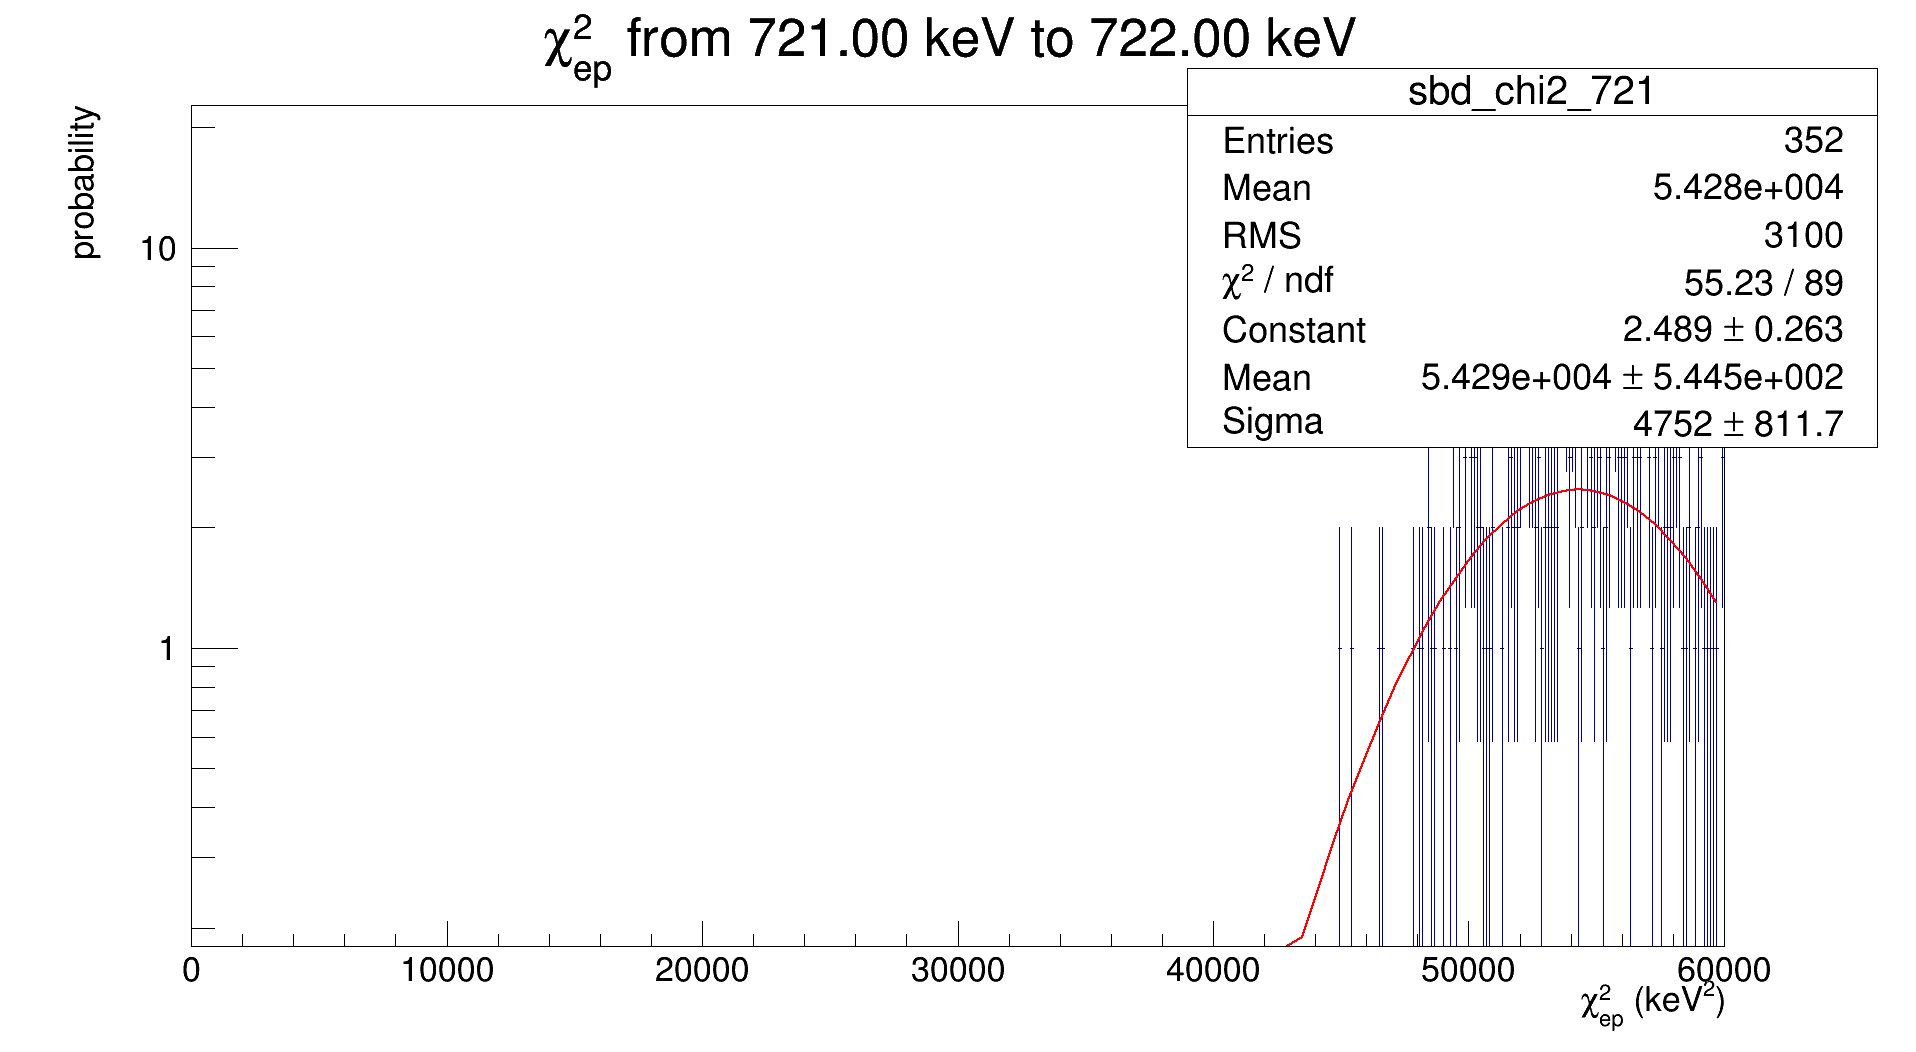 χ²ep from 721.00 keV to 722.00 keV
sbd_chi2_721
Entries 352
Mean 5.428e+004
RMS 3100
χ² / ndf 55.23 / 89
Constant 2.489 ± 0.263
Mean 5.429e+004 ± 5.445e+002
Sigma 4752 ± 811.7
probability
10
1
0 10000 20000 30000 40000 50000 60000
χ²ep (keV²)